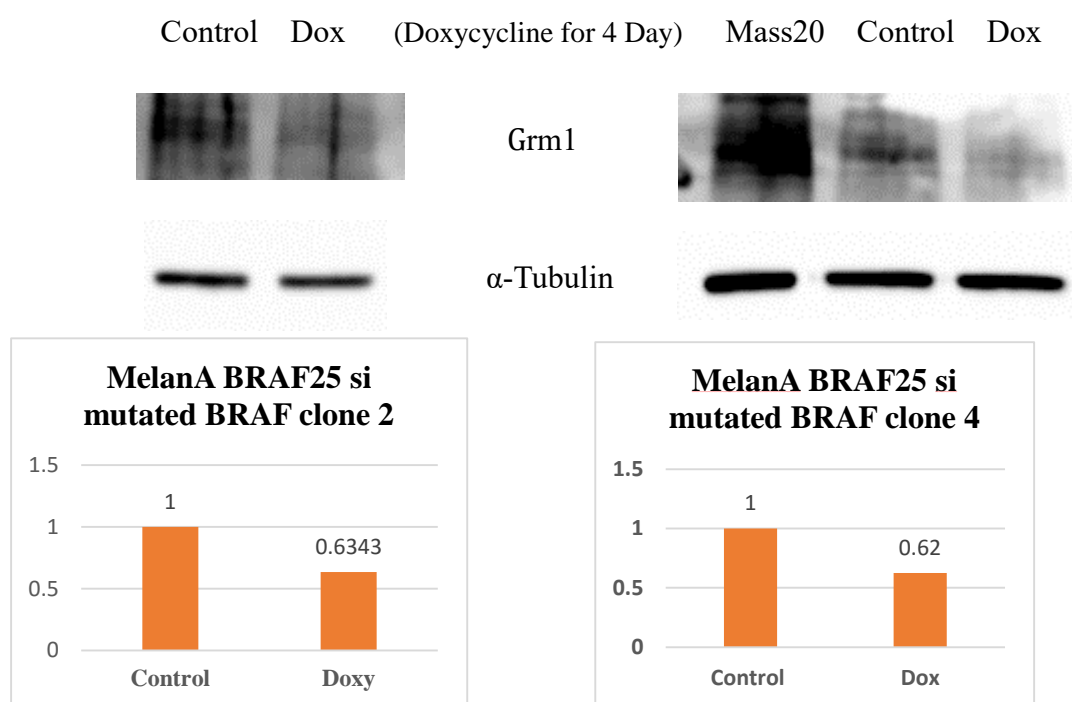 Control Dox (Doxycycline for 4 Day) Mass20 Control Dox
Grm1
α-Tubulin
MelanA BRAF25 si
mutated BRAF clone 2
1.5
1
0.5
0
1
0.6343
Control Doxy
MelanA BRAF25 si
mutated BRAF clone 4
1.5
1
0.5
0
1
0.62
Control Dox